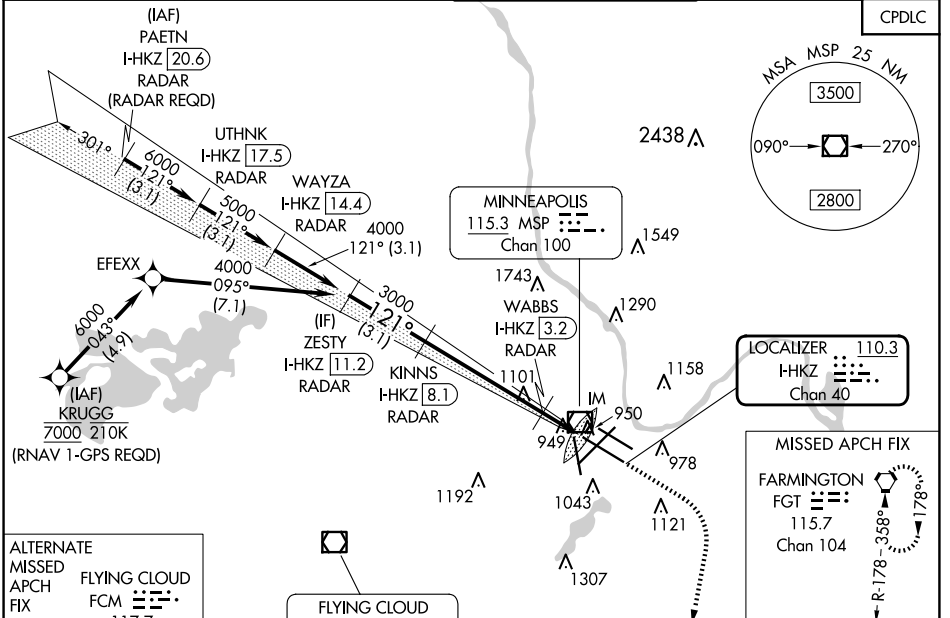 CPDLC
(IAF)
PAETN
I-HKZ 20.6
RADAR
(RADAR REQD)
301°
6000
121°
(3.1)
UTHNK
I-HKZ 17.5
RADAR
5000
121°
(3.1)
WAYZA
I-HKZ 14.4
RADAR
4000
121° (3.1)
EFEXX
4000
095°
(7.1)
6000
043°
(4.9)
(IAF)
KRUGG
7000 210K
(RNAV 1-GPS REQD)
(IF)
ZESTY
I-HKZ 11.2
RADAR
3000
121°
(3.1)
KINNS
I-HKZ 8.1
RADAR
MINNEAPOLIS
115.3 MSP
Chan 100
WABBS
I-HKZ 3.2
RADAR
IM
2438
1549
1743
1290
1158
1101
950
949
978
1192
1043
1121
1307
MSA MSP 25 NM
3500
090°
270°
2800
LOCALIZER 110.3
I-HKZ
Chan 40
MISSED APCH FIX
FARMINGTON
FGT
115.7
Chan 104
R-178
358°
178°
ALTERNATE
MISSED
APCH
FIX
FLYING CLOUD
FCM
FLYING CLOUD